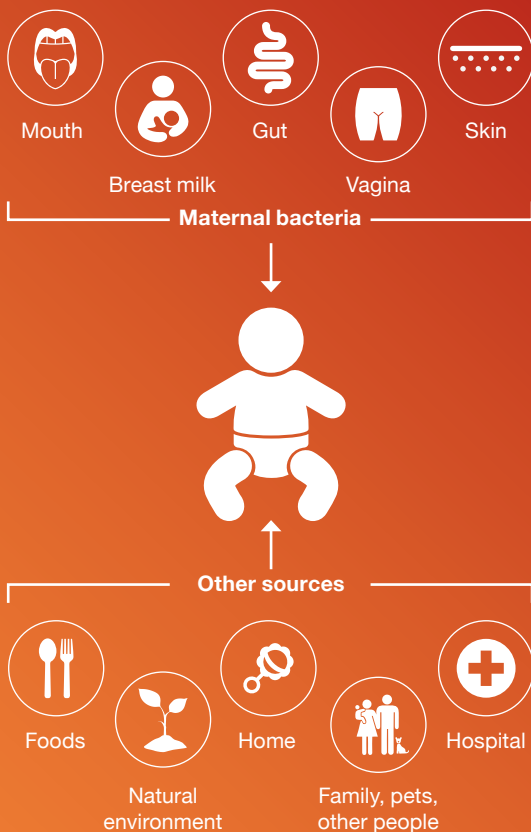 Mouth
Gut
Skin
Breast milk
Vagina
Maternal bacteria
Other sources
Foods
Home
Hospital
Natural
environment
Family, pets,
other people